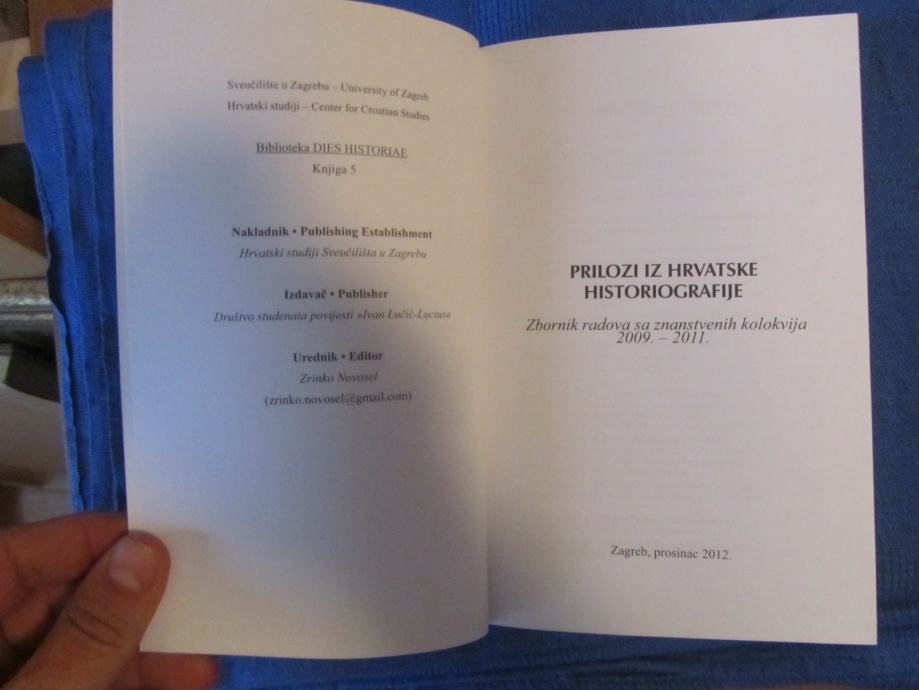 Sveučilište u Zagrebu – University of Zagreb
Hrvatski studiji – Center for Croatian Studies
Biblioteka DIES HISTORIAE
Knjiga 5
Nakladnik • Publishing Establishment
Hrvatski studiji Sveučilišta u Zagrebu
Izdavač • Publisher
Društvo studenata povijesti »Ivan Lučić-Lucius«
Urednik • Editor
Zrinko Novosel
(zrinko.novosel@gmail.com)
PRILOZI IZ HRVATSKE
HISTORIOGRAFIJE
Zbornik radova sa znanstvenih kolokvija
2009. – 2011.
Zagreb, prosinac 2012.